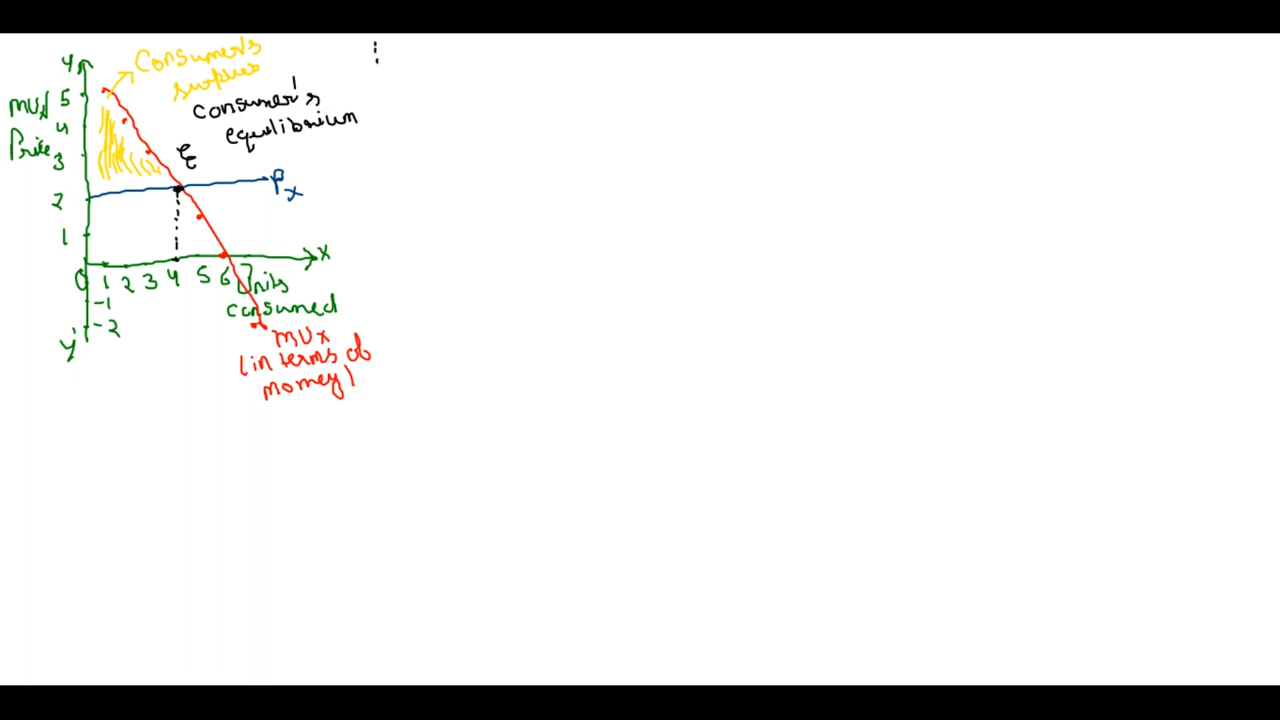 Consumer's
surplus
Consumer's
equilibrium
E
Y
MUx/
Price
5
4
3
2
1
0
Px
X
1 2 3 4 5 6 Units
consumed
-1
-2
Y'
MUx
(in terms of
money)